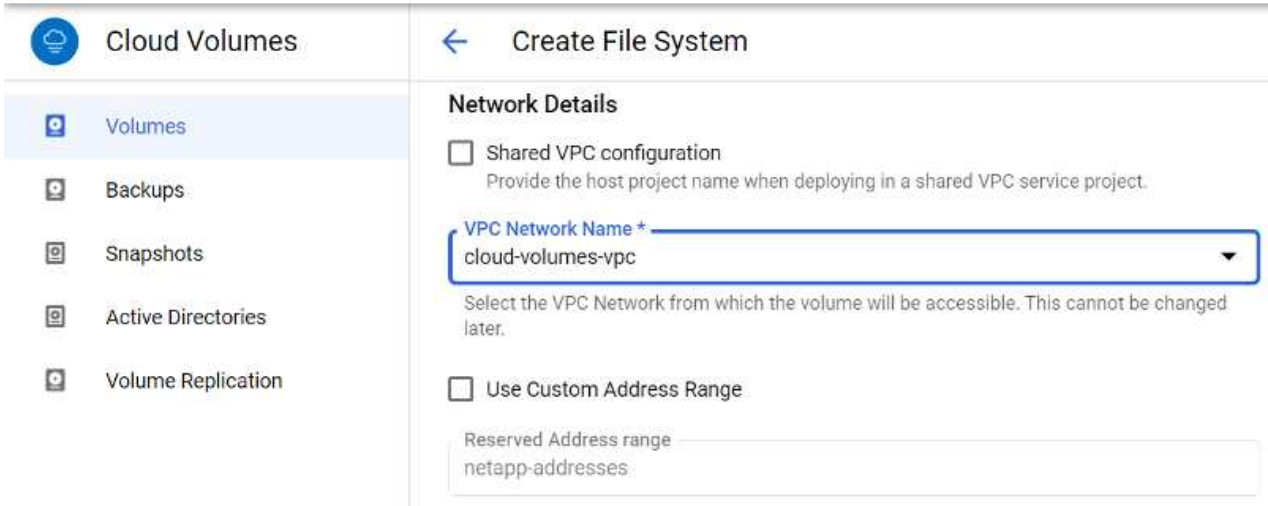 Cloud Volumes
Create File System
Volumes
Backups
Snapshots
Active Directories
Volume Replication
Network Details
Shared VPC configuration
Provide the host project name when deploying in a shared VPC service project.
VPC Network Name *
cloud-volumes-vpc
Select the VPC Network from which the volume will be accessible. This cannot be changed
later.
Use Custom Address Range
Reserved Address range
netapp-addresses